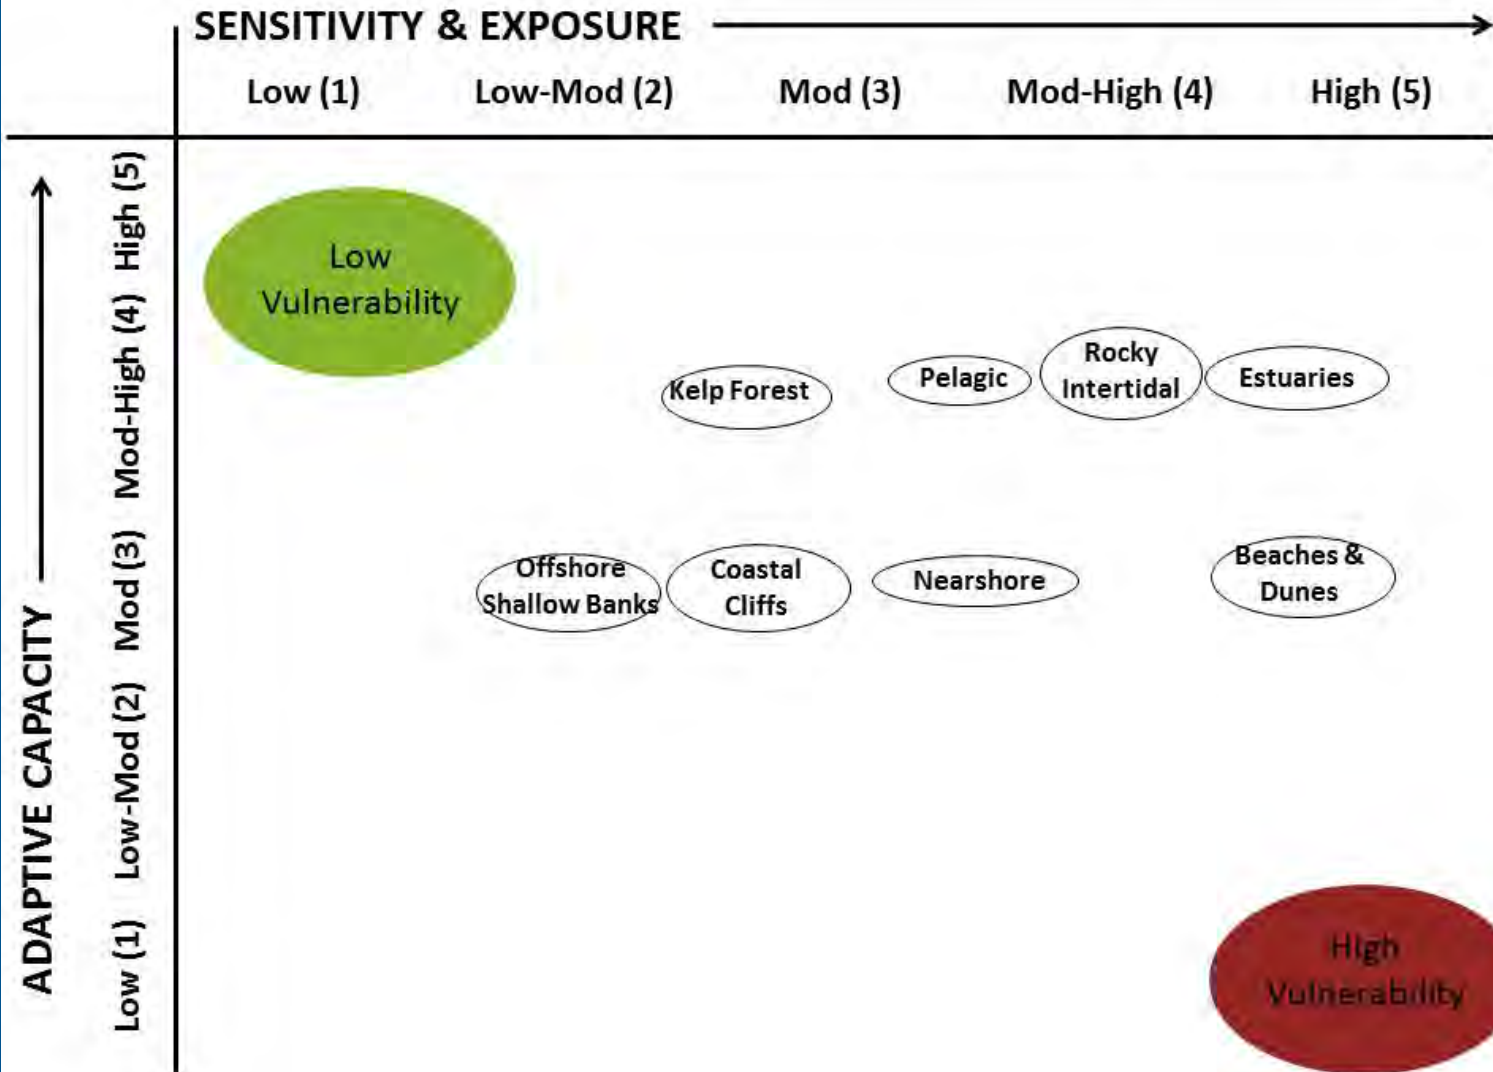 SENSITIVITY & EXPOSURE
Low (1)
Low-Mod (2)
Mod (3)
Mod-High (4)
High (5)
ADAPTIVE CAPACITY
High (5)
Mod-High (4)
Mod (3)
Low-Mod (2)
Low (1)
Low
Vulnerability
Kelp Forest
Pelagic
Rocky
Intertidal
Estuaries
Offshore
Shallow Banks
Coastal
Cliffs
Nearshore
Beaches &
Dunes
High
Vulnerability